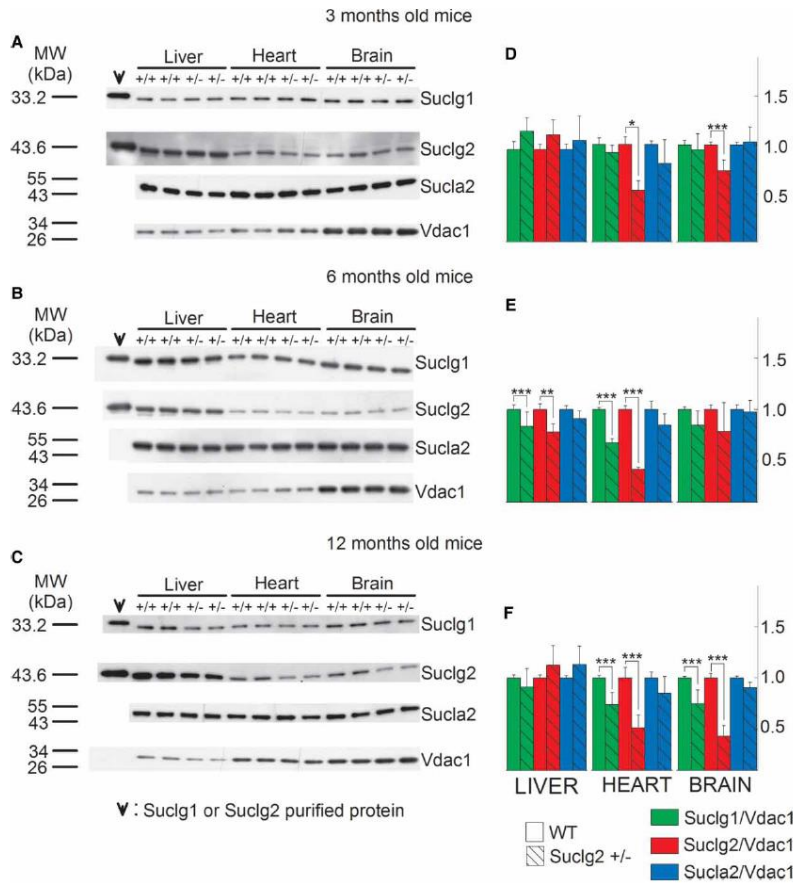 3 months old mice
A
MW
(kDa)
Liver Heart Brain
+/+ +/+ +/- +/- +/+ +/+ +/- +/- +/+ +/+ +/- +/-
33.2
Suclg1
43.6
Suclg2
55
43
Sucla2
34
26
Vdac1
D
* ***
1.5
1.0
0.5
6 months old mice
B
MW
(kDa)
Liver Heart Brain
+/+ +/+ +/- +/- +/+ +/+ +/- +/- +/+ +/+ +/- +/-
33.2
Suclg1
43.6
Suclg2
55
43
Sucla2
34
26
Vdac1
E
*** ** *** ***
1.5
1.0
0.5
12 months old mice
C
MW
(kDa)
Liver Heart Brain
+/+ +/+ +/- +/- +/+ +/+ +/- +/- +/+ +/+ +/- +/-
33.2
Suclg1
43.6
Suclg2
55
43
Sucla2
34
26
Vdac1
: Suclg1 or Suclg2 purified protein
F
*** *** *** ***
1.5
1.0
0.5
LIVER HEART BRAIN
WT
Suclg2 +/-
Suclg1/Vdac1
Suclg2/Vdac1
Sucla2/Vdac1